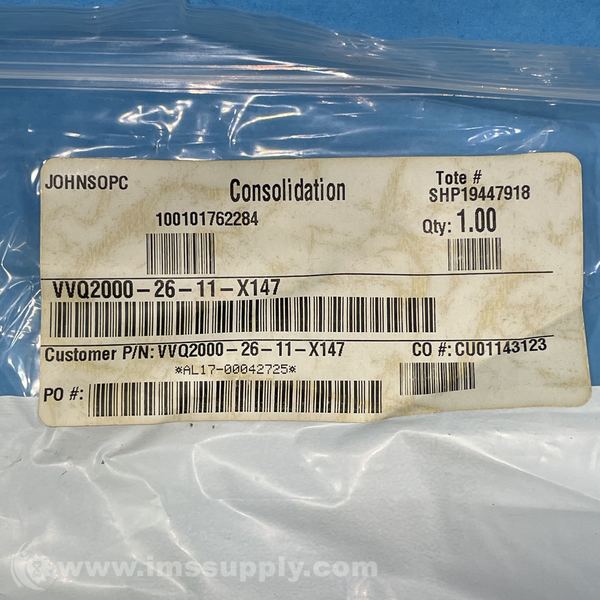 JOHNSOPC
Consolidation
Tote #
SHP19447918
100101762284
Qty: 1.00
VVQ2000-26-11-X147
Customer P/N: VVQ2000-26-11-X147
CO #: CU01143123
*AL17-00042725*
PO #:
www.imssupply.com